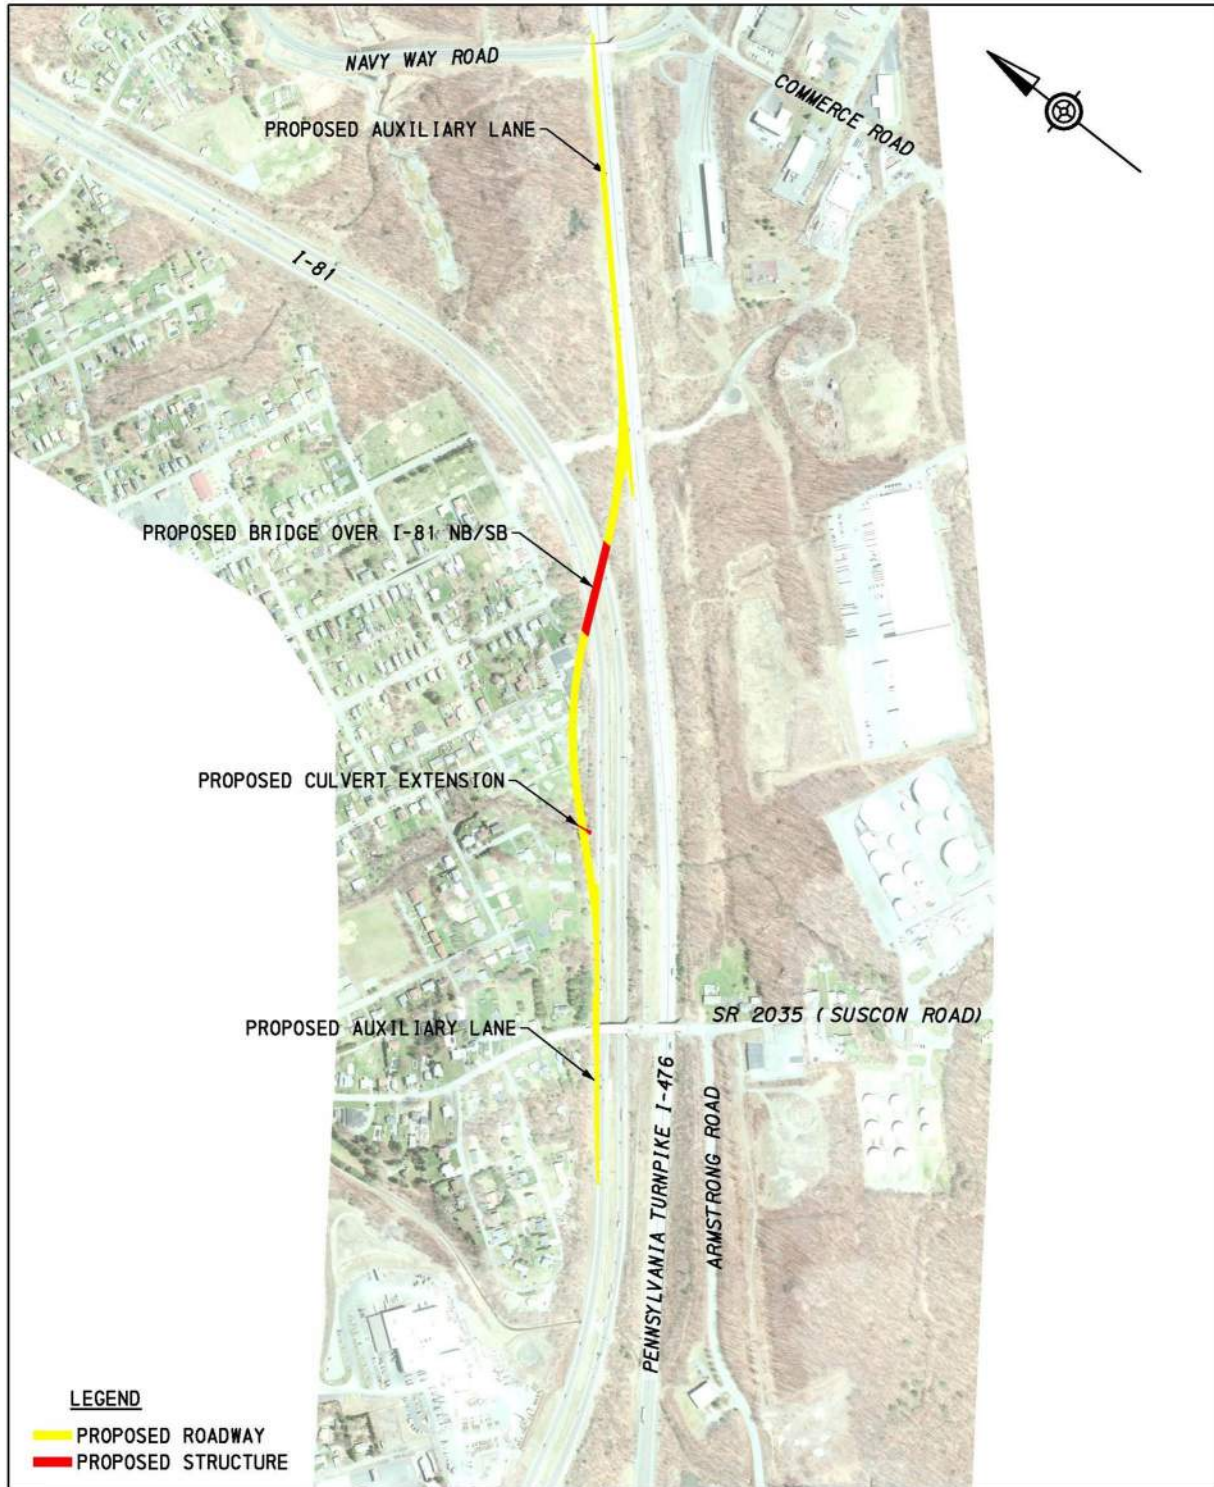 NAVY WAY ROAD
COMMERCE ROAD
PROPOSED AUXILIARY LANE
I-81
PROPOSED BRIDGE OVER I-81 NB/SB
PROPOSED CULVERT EXTENSION
SR 2035 (SUSCON ROAD)
PROPOSED AUXILIARY LANE
PENNSYLVANIA TURNPIKE I-476
ARMSTRONG ROAD
LEGEND
PROPOSED ROADWAY
PROPOSED STRUCTURE